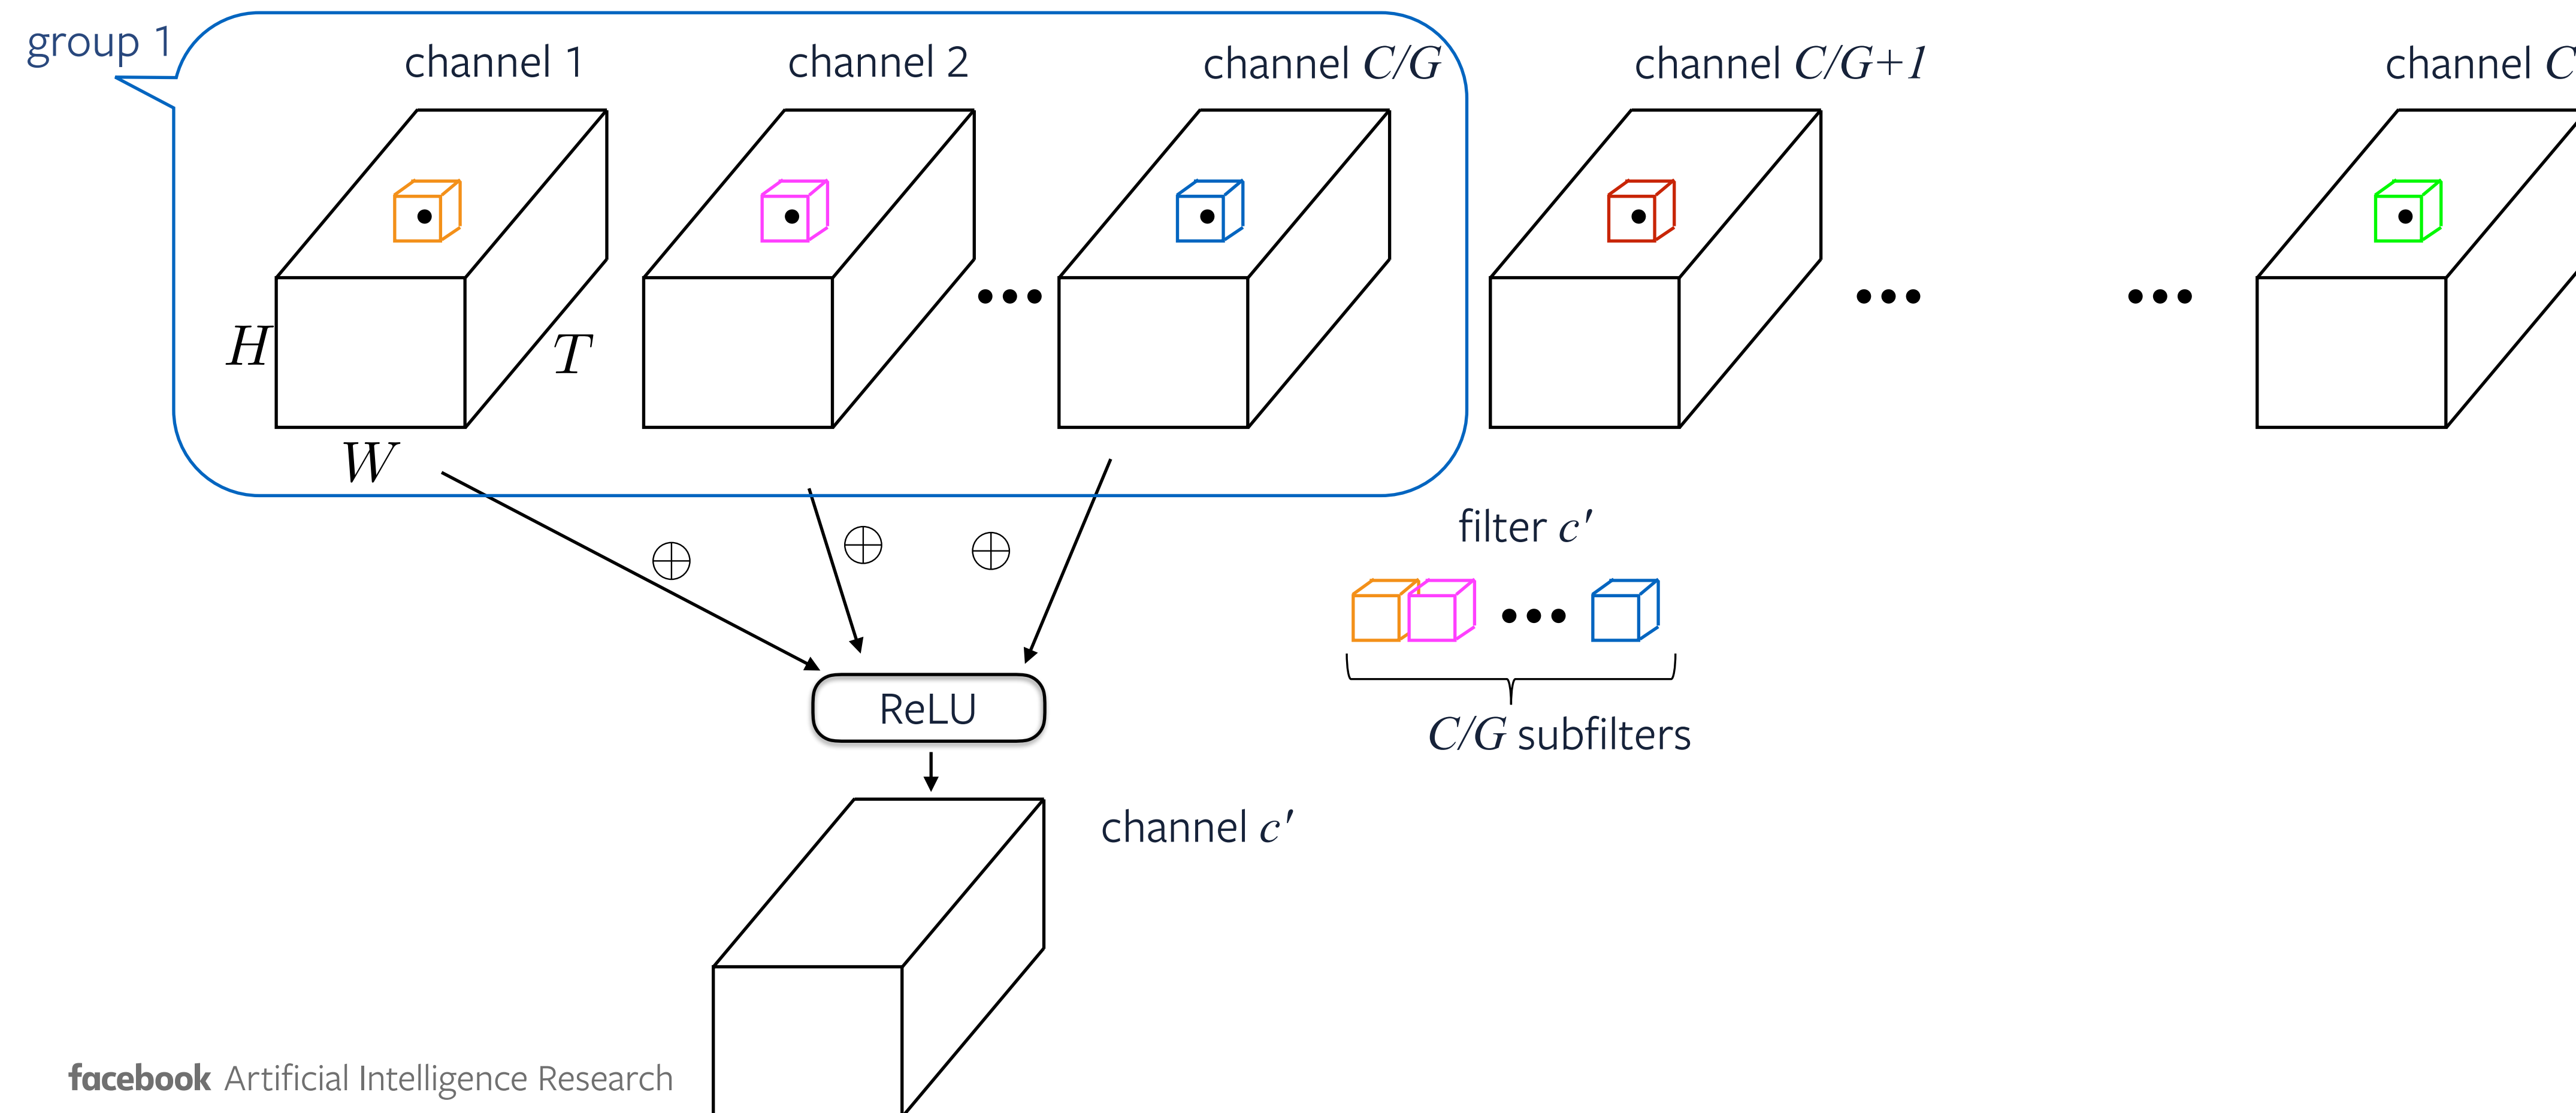 group 1
channel 1
channel 2
channel C/G
channel C/G+1
channel C
H
T
W
filter c'
C/G subfilters
ReLU
channel c'
facebook Artificial Intelligence Research